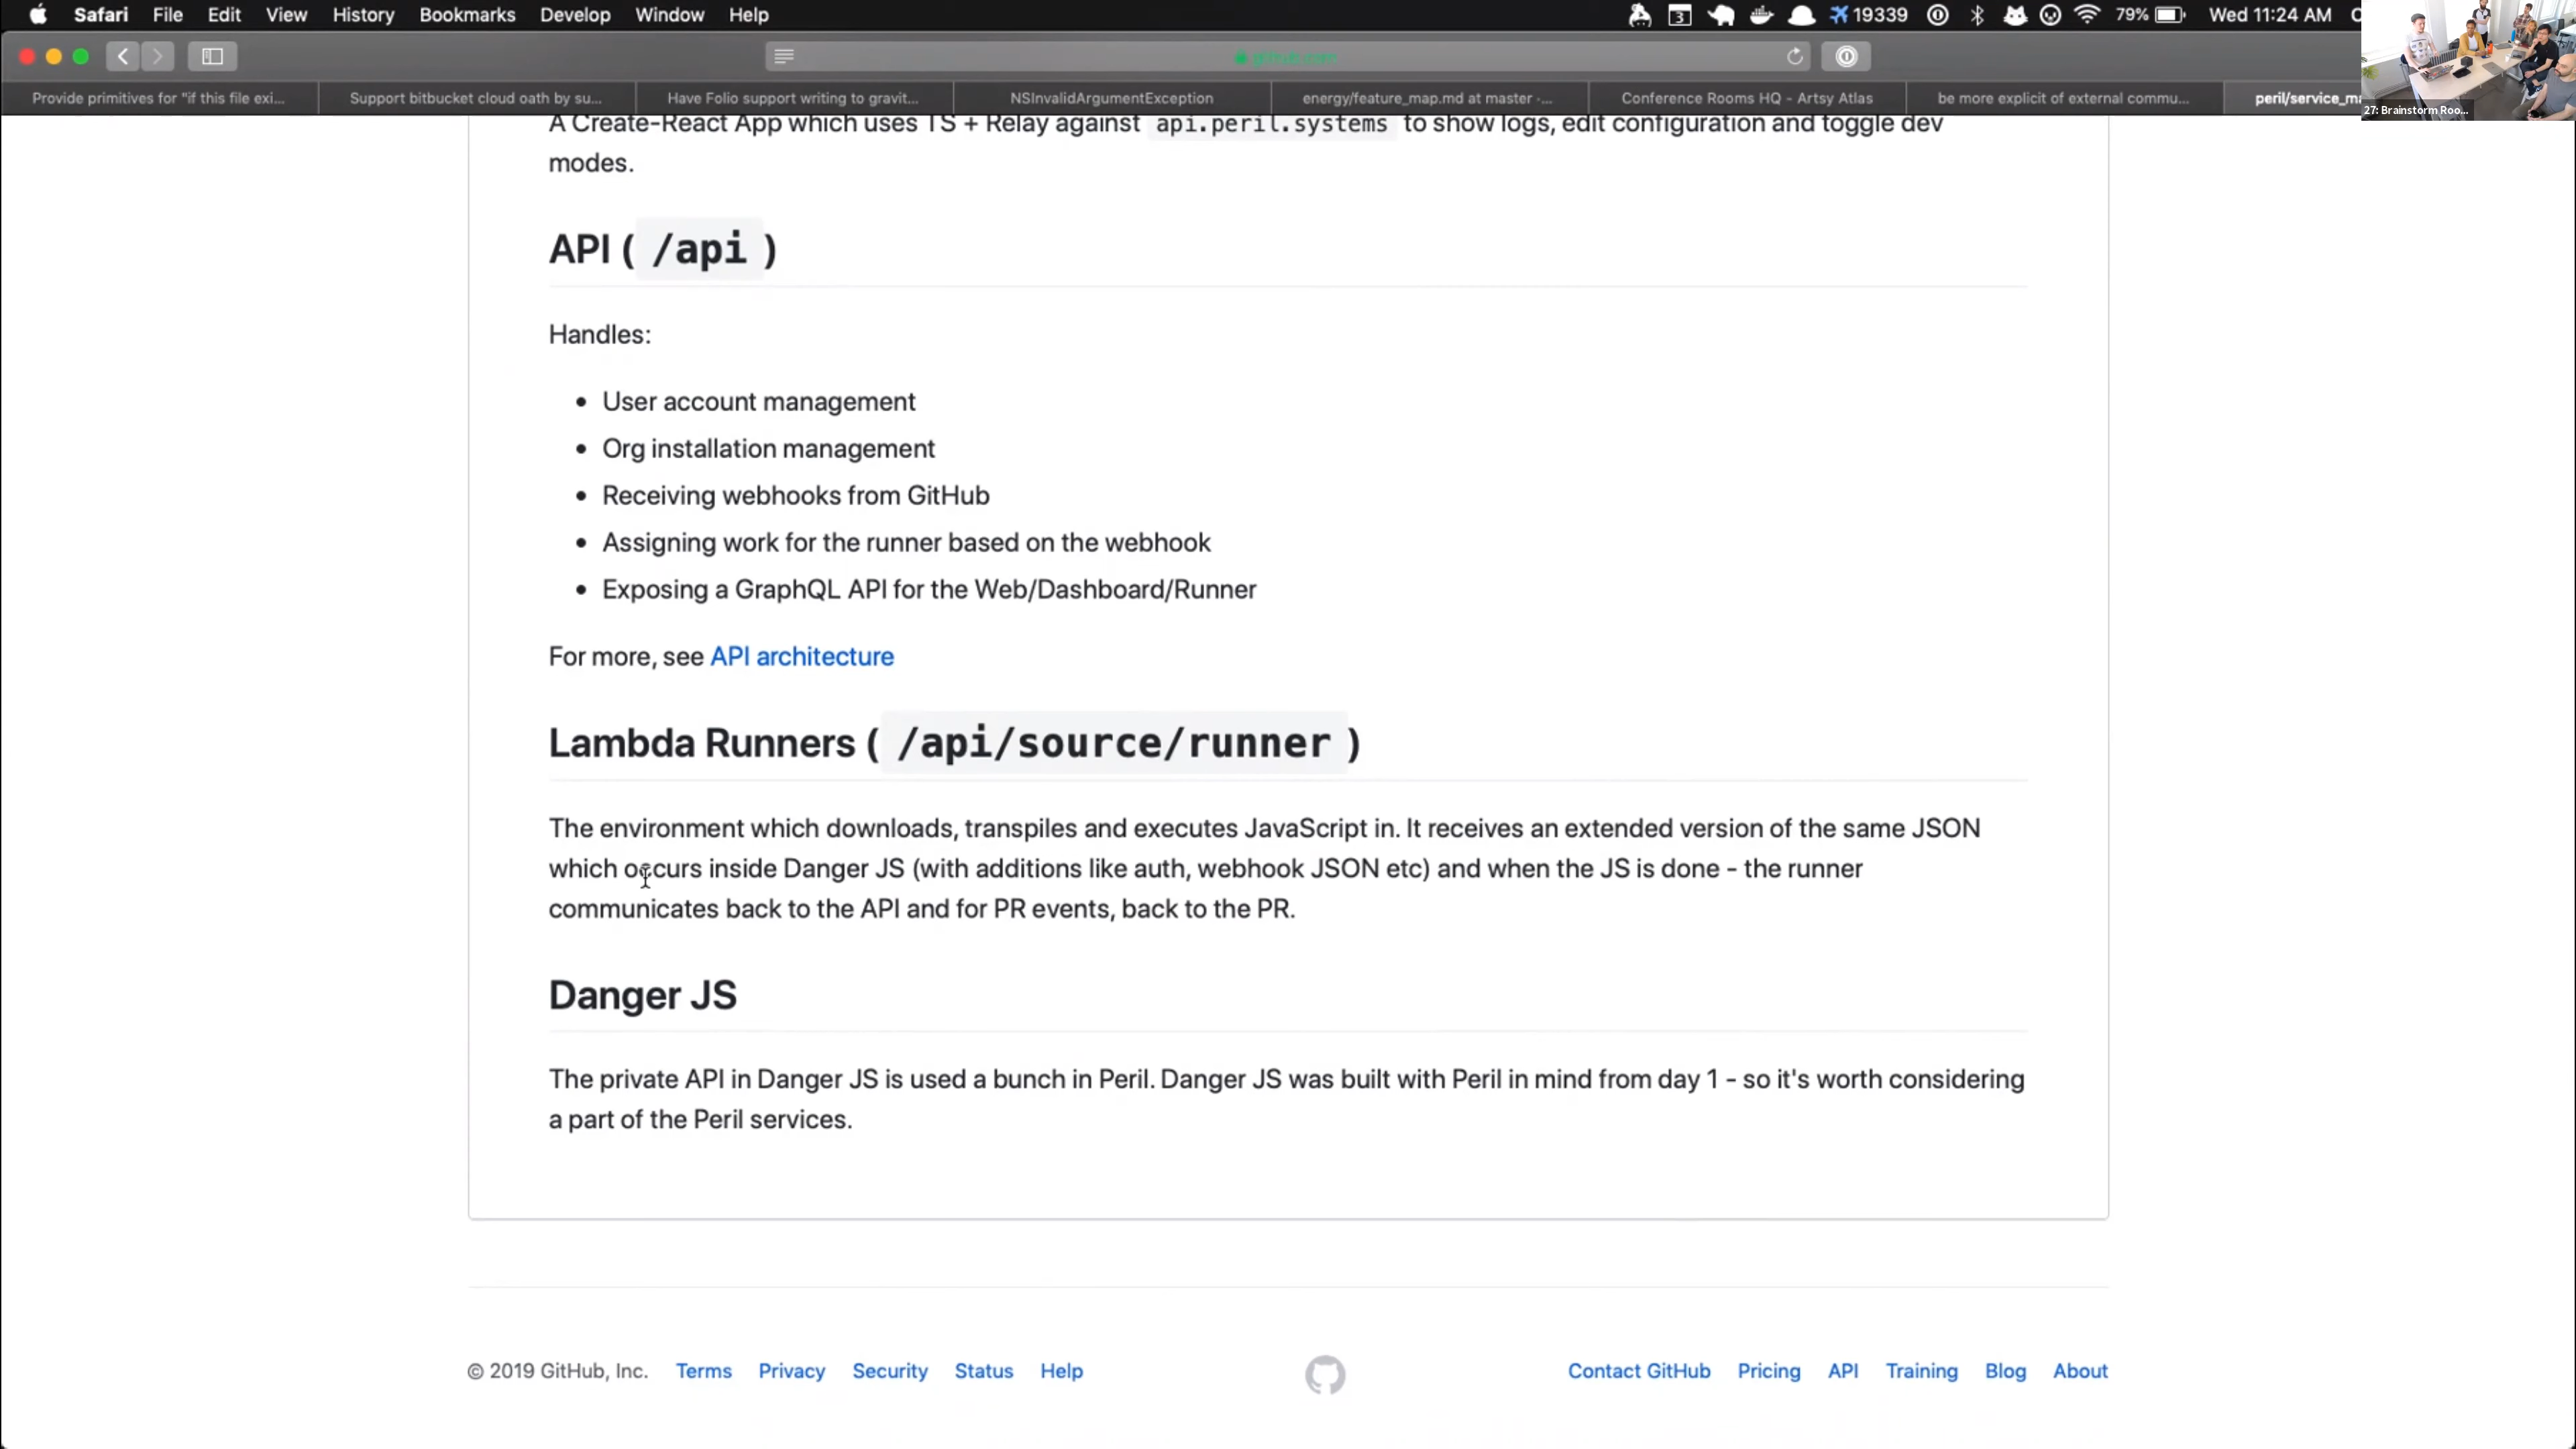 Safari File Edit View History Bookmarks Develop Window Help 3 19339 79% Wed 11:24 AM
github.com
Provide primitives for "if this file exi... Support bitbucket cloud oath by su... Have Folio support writing to gravit... NSInvalidArgumentException energy/feature_map.md at master ·... Conference Rooms HQ - Artsy Atlas be more explicit of external commu... peril/service_ma
27: Brainstorm Roo...
A Create-React App which uses TS + Relay against api.peril.systems to show logs, edit configuration and toggle dev
modes.
API ( /api )
Handles:
• User account management
• Org installation management
• Receiving webhooks from GitHub
• Assigning work for the runner based on the webhook
• Exposing a GraphQL API for the Web/Dashboard/Runner
For more, see API architecture
Lambda Runners ( /api/source/runner )
The environment which downloads, transpiles and executes JavaScript in. It receives an extended version of the same JSON
which occurs inside Danger JS (with additions like auth, webhook JSON etc) and when the JS is done - the runner
communicates back to the API and for PR events, back to the PR.
Danger JS
The private API in Danger JS is used a bunch in Peril. Danger JS was built with Peril in mind from day 1 - so it's worth considering
a part of the Peril services.
© 2019 GitHub, Inc. Terms Privacy Security Status Help Contact GitHub Pricing API Training Blog About